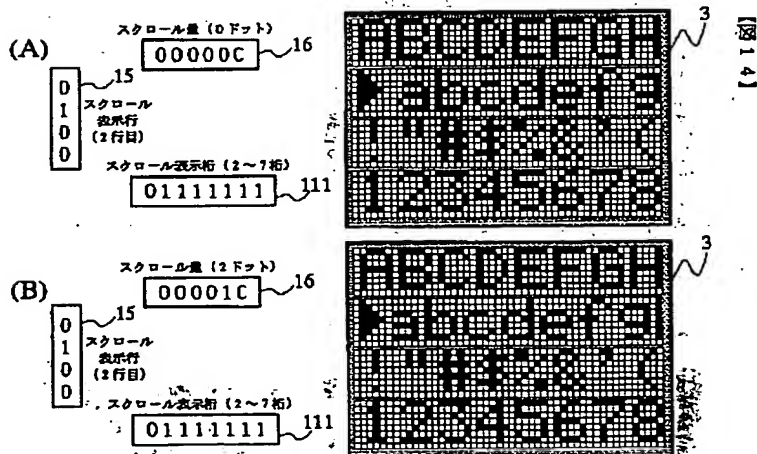 【図14】
(A)
スクロール量(0ドット)
00000C
16
15
0
1
0
0
スクロール
表示行
(2行目)
スクロール表示桁(2〜7桁)
01111111
111
3
ABCDEFGH
▶abcdefg
!"#$%&'(
12345678
(B)
スクロール量(2ドット)
00001C
16
15
0
1
0
0
スクロール
表示行
(2行目)
スクロール表示桁(2〜7桁)
01111111
111
3
ABCDEFGH
▶abcdefg
!"#$%&'(
12345678